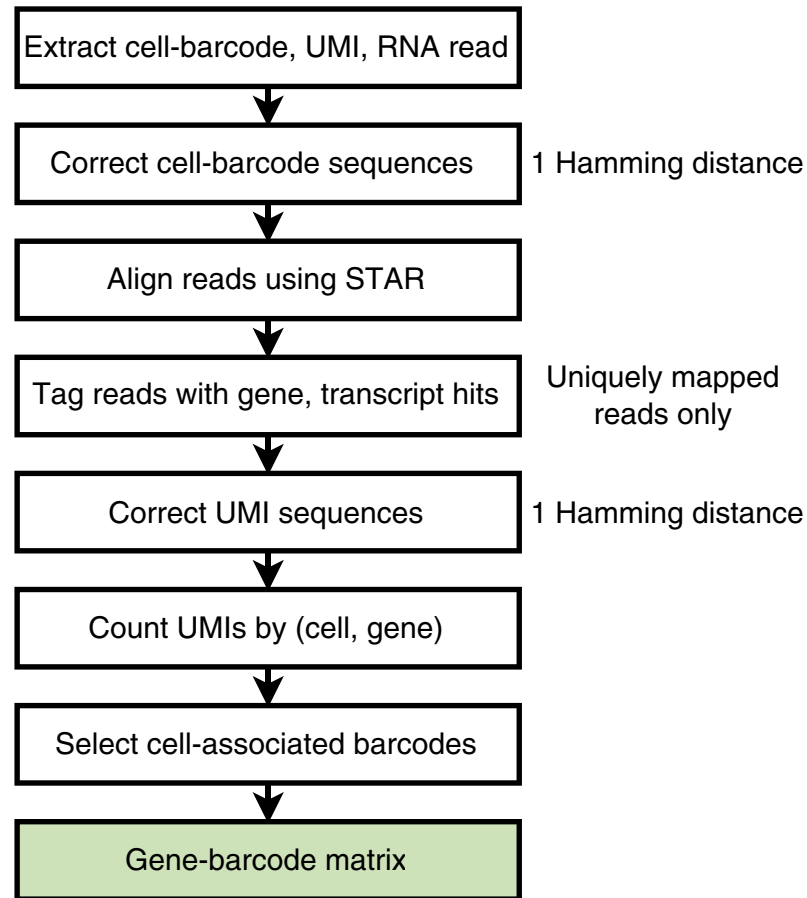 Extract cell-barcode, UMI, RNA read
Correct cell-barcode sequences
1 Hamming distance
Align reads using STAR
Tag reads with gene, transcript hits
Uniquely mapped
reads only
Correct UMI sequences
1 Hamming distance
Count UMIs by (cell, gene)
Select cell-associated barcodes
Gene-barcode matrix